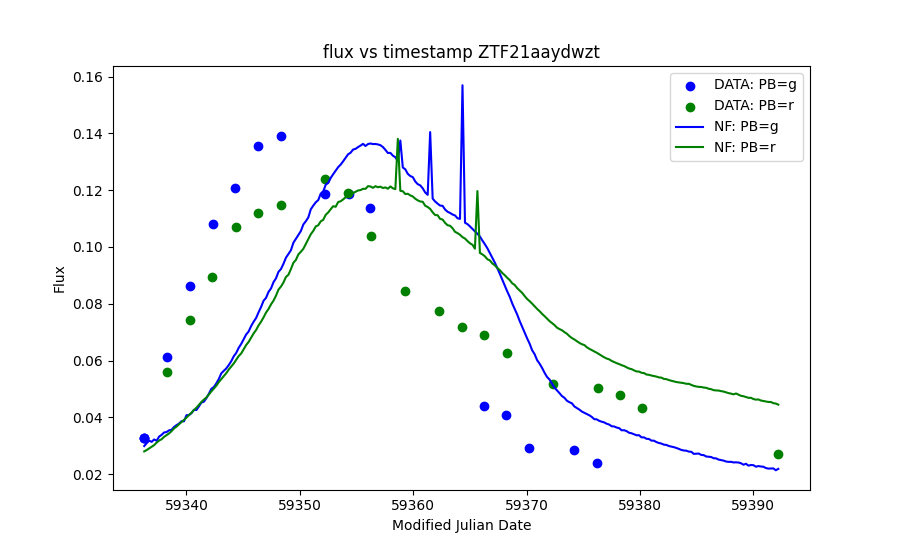 flux vs timestamp ZTF21aaydwzt
0.16
0.14
0.12
0.10
0.08
0.06
0.04
0.02
Flux
DATA: PB=g
DATA: PB=r
NF: PB=g
NF: PB=r
59340 59350 59360 59370 59380 59390
Modified Julian Date